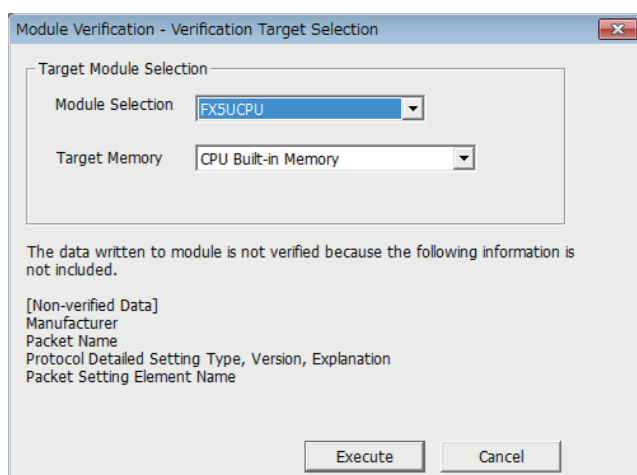 Module Verification - Verification Target Selection
Target Module Selection
Module Selection
FX5UCPU
Target Memory
CPU Built-in Memory
The data written to module is not verified because the following information is
not included.
[Non-verified Data]
Manufacturer
Packet Name
Protocol Detailed Setting Type, Version, Explanation
Packet Setting Element Name
Execute
Cancel